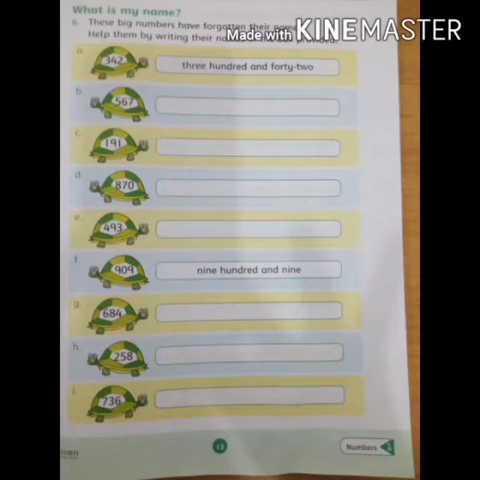 What is my name?
6. These big numbers have forgotten their
Made with KINEMASTER
Help them by writing their
a.
342
three hundred and forty-two
b.
567
c.
191
d.
870
e.
493
f.
909
nine hundred and nine
g.
684
h.
258
i.
736
Numbers